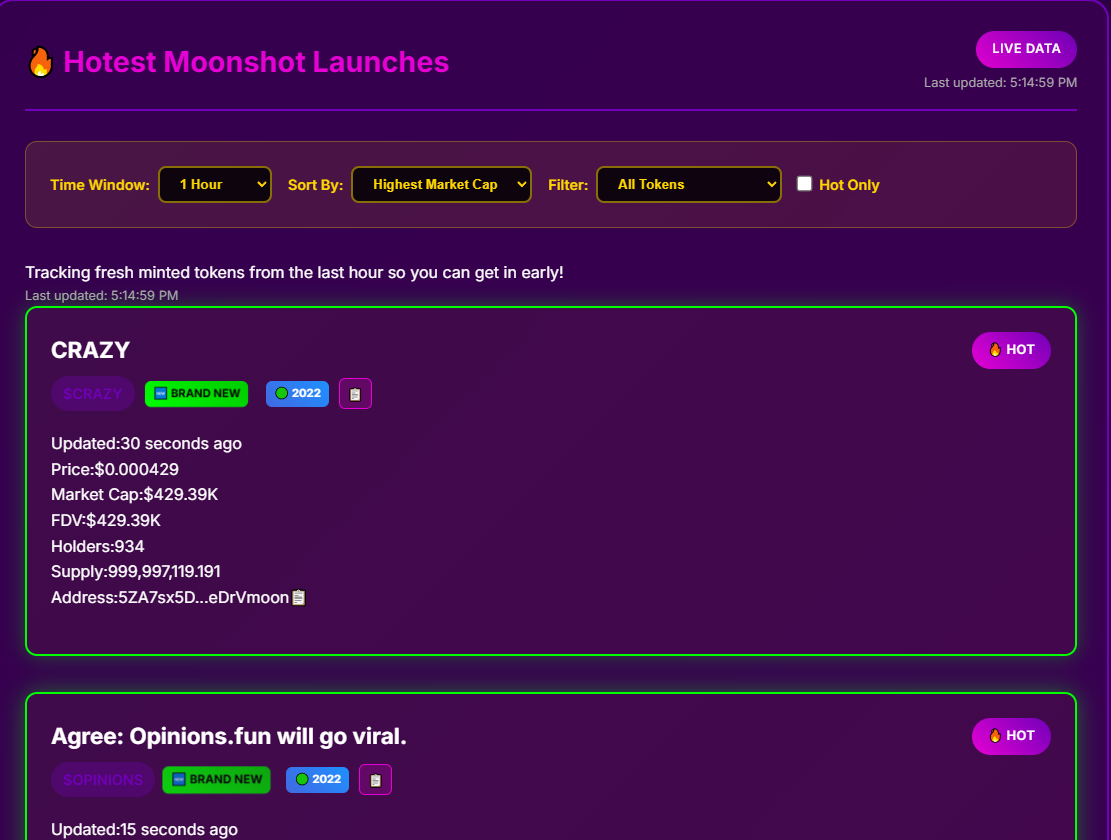 🔥 Hotest Moonshot Launches
LIVE DATA
Last updated: 5:14:59 PM
Time Window: 1 Hour Sort By: Highest Market Cap Filter: All Tokens Hot Only
Tracking fresh minted tokens from the last hour so you can get in early!
Last updated: 5:14:59 PM
CRAZY
🔥 HOT
$CRAZY 🆕 BRAND NEW 🟢 2022 📋
Updated:30 seconds ago
Price:$0.000429
Market Cap:$429.39K
FDV:$429.39K
Holders:934
Supply:999,997,119.191
Address:5ZA7sx5D...eDrVmoon📋
Agree: Opinions.fun will go viral.
🔥 HOT
$OPINIONS 🆕 BRAND NEW 🟢 2022 📋
Updated:15 seconds ago